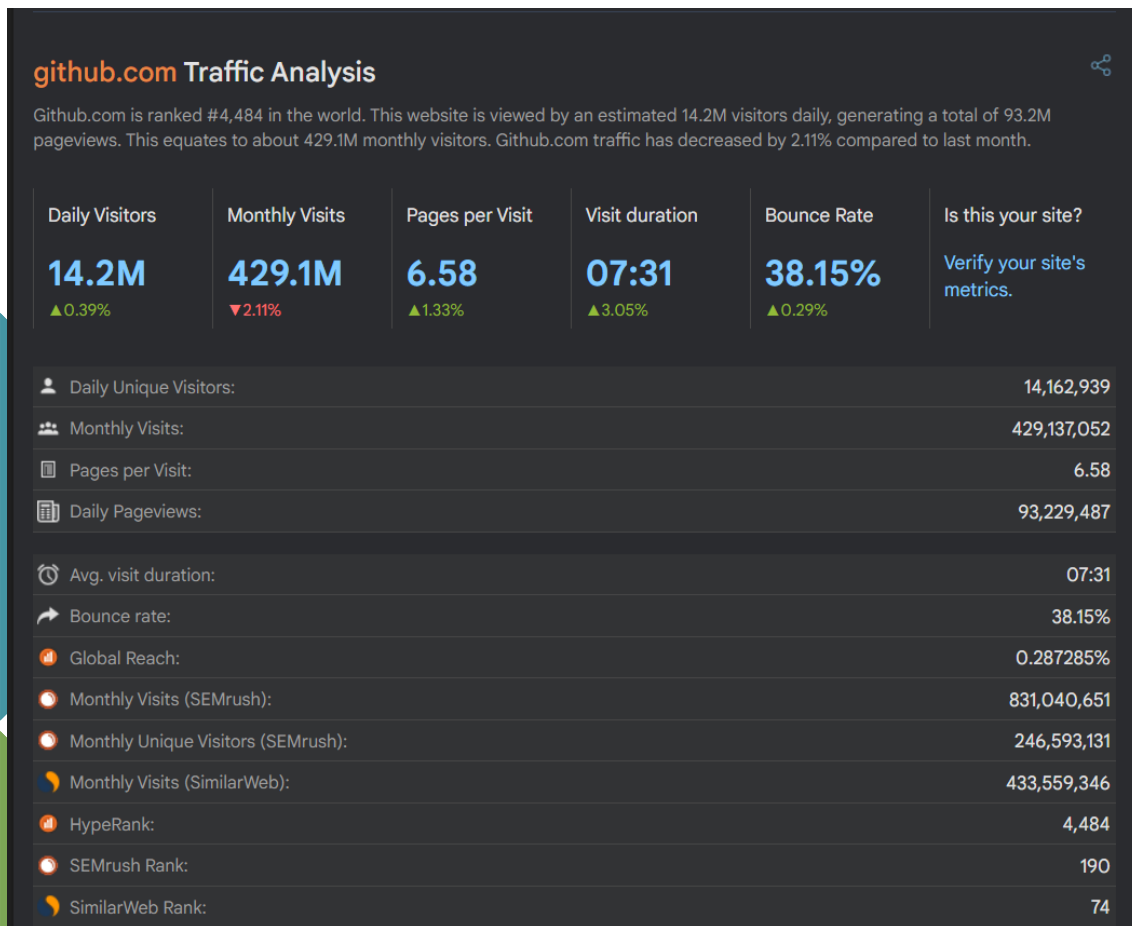 github.com Traffic Analysis
Github.com is ranked #4,484 in the world. This website is viewed by an estimated 14.2M visitors daily, generating a total of 93.2M
pageviews. This equates to about 429.1M monthly visitors. Github.com traffic has decreased by 2.11% compared to last month.
Daily Visitors
14.2M
▲0.39%
Monthly Visits
429.1M
▼2.11%
Pages per Visit
6.58
▲1.33%
Visit duration
07:31
▲3.05%
Bounce Rate
38.15%
▲0.29%
Is this your site?
Verify your site's
metrics.
Daily Unique Visitors: 14,162,939
Monthly Visits: 429,137,052
Pages per Visit: 6.58
Daily Pageviews: 93,229,487
Avg. visit duration: 07:31
Bounce rate: 38.15%
Global Reach: 0.287285%
Monthly Visits (SEMrush): 831,040,651
Monthly Unique Visitors (SEMrush): 246,593,131
Monthly Visits (SimilarWeb): 433,559,346
HypeRank: 4,484
SEMrush Rank: 190
SimilarWeb Rank: 74